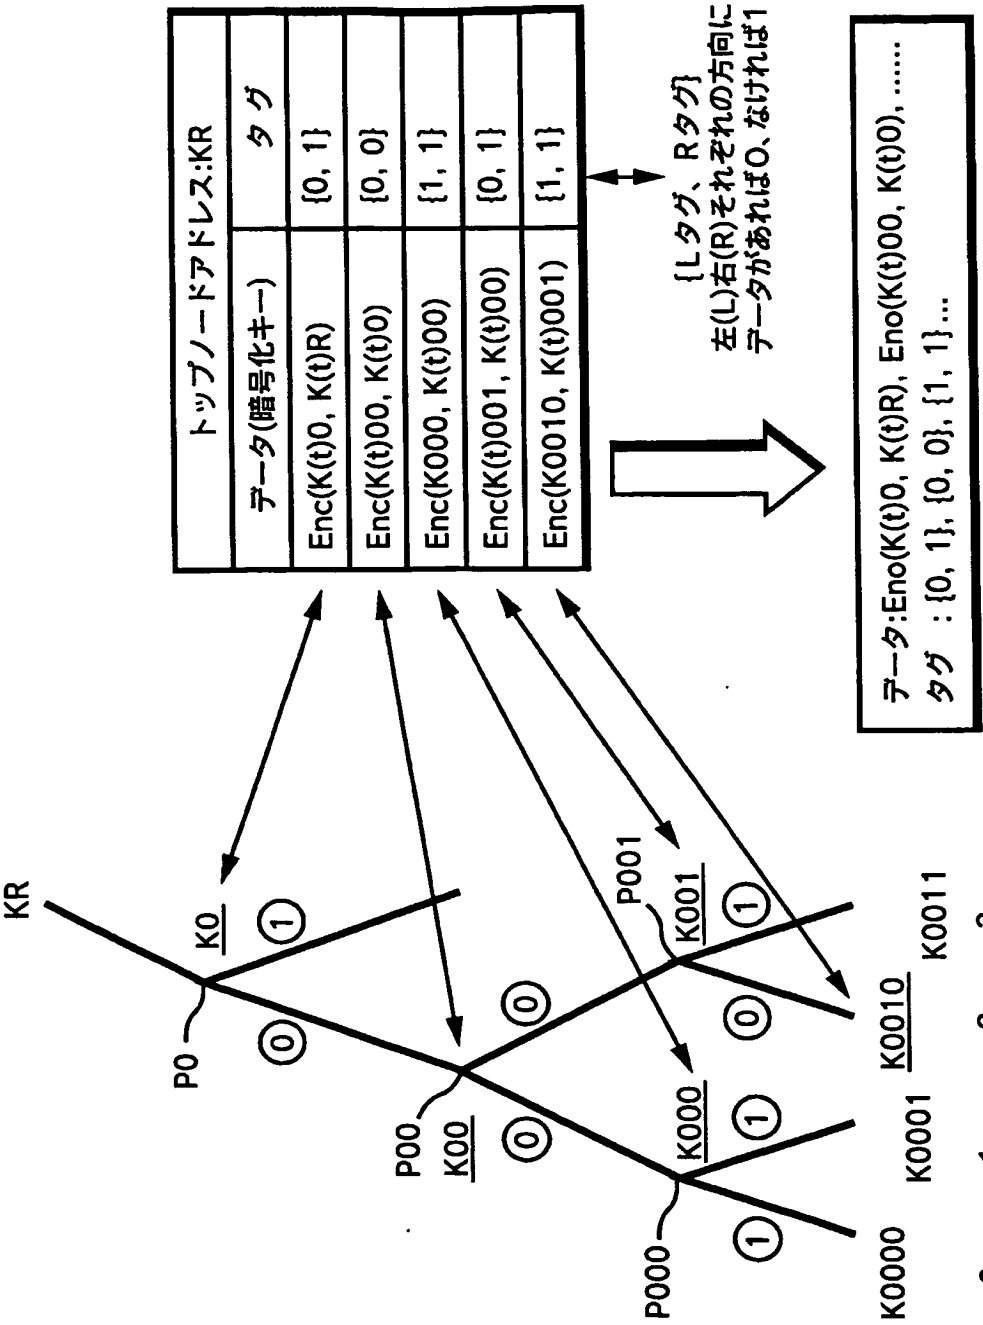 KR
P0
K0
1
0
P00
K00
0
0
P001
K001
P000
K000
1
1
0
1
K0000
K0001
K0010
K0011
トップノードアドレス:KR
データ(暗号化キー)
タグ
Enc(K(t)0, K(t)R)
{0, 1}
Enc(K(t)00, K(t)0)
{0, 0}
Enc(K000, K(t)00)
{1, 1}
Enc(K(t)001, K(t)00)
{0, 1}
Enc(K0010, K(t)001)
{1, 1}
{Lタグ、Rタグ}
左(L)右(R)それぞれの方向に
データがあれば0、なければ1
データ:Eno(K(t)0, K(t)R), Eno(K(t)00, K(t)0), ......
タグ : {0, 1}, {0, 0}, {1, 1}...